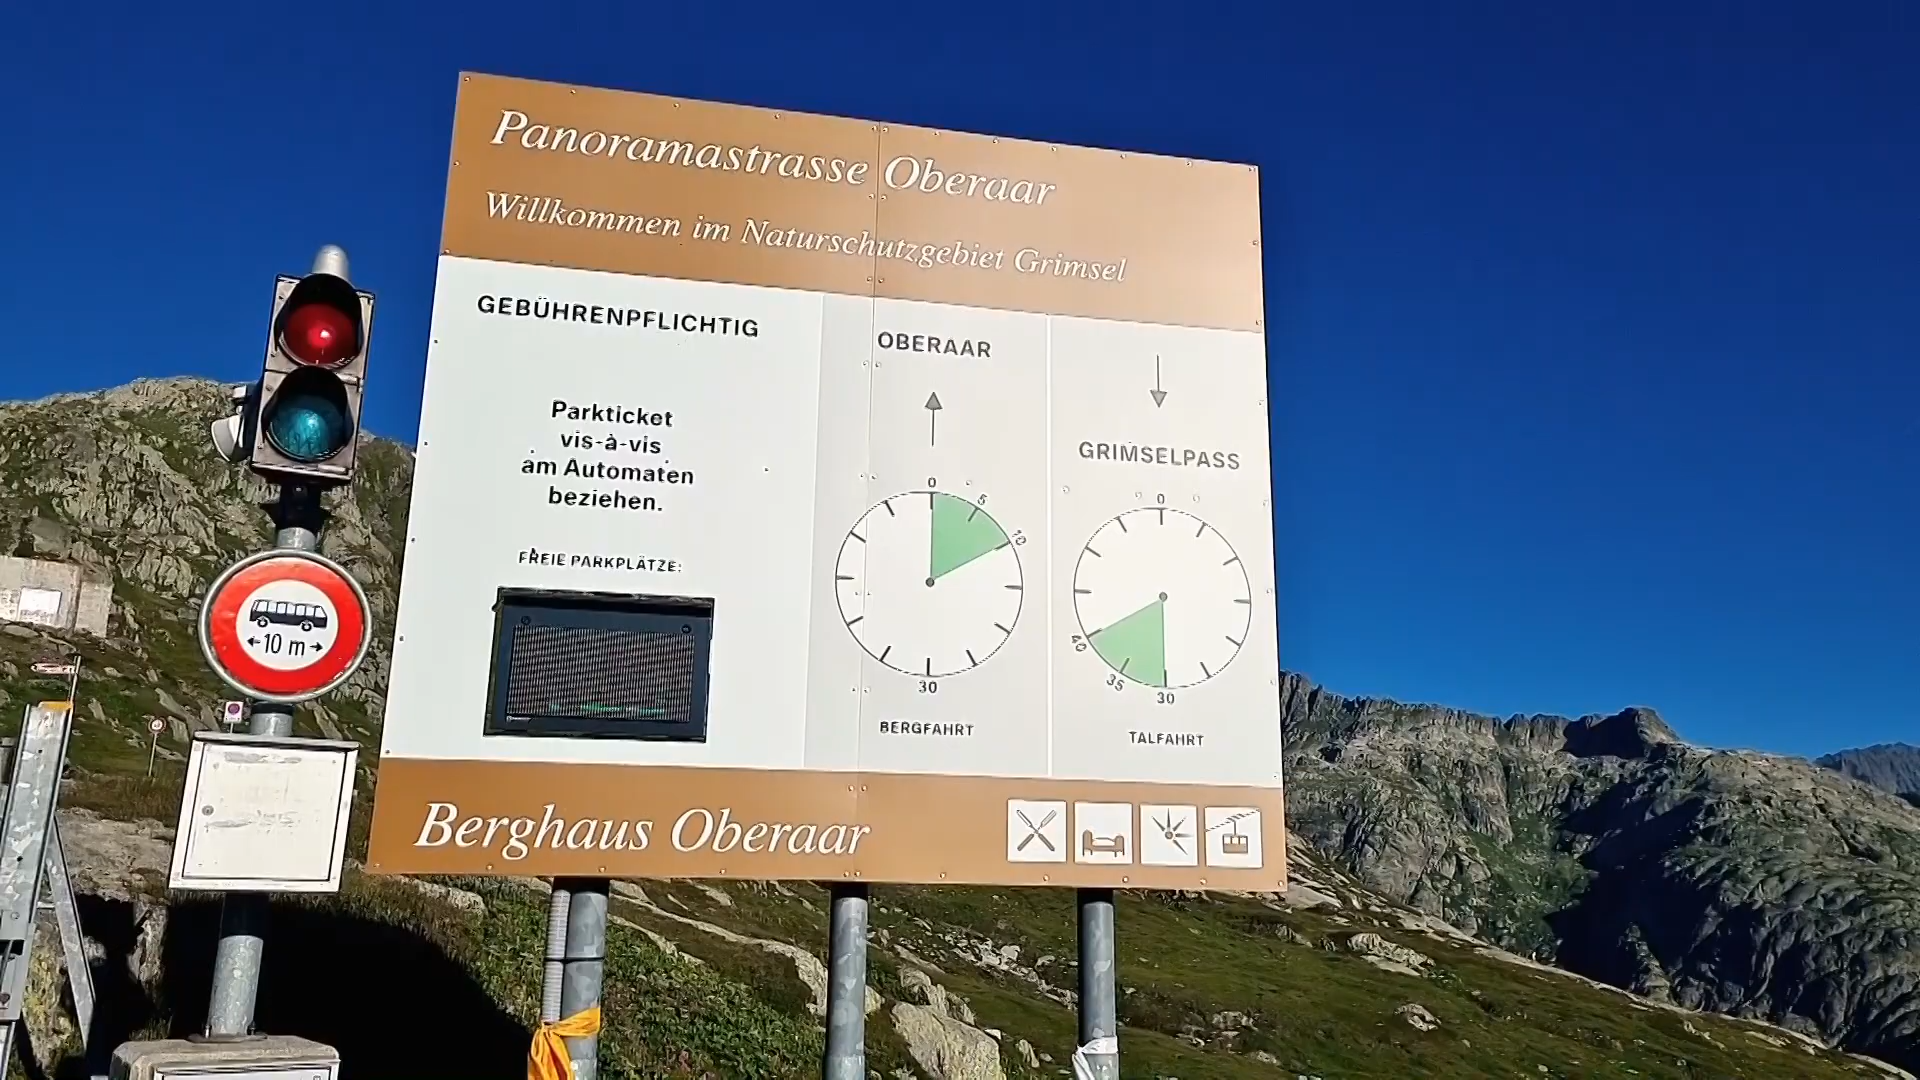 Panoramastrasse Oberaar
Willkommen im Naturschutzgebiet Grimsel
GEBÜHRENPFLICHTIG
Parkticket
vis-à-vis
am Automaten
beziehen.
FREIE PARKPLÄTZE:
OBERAAR
0
5
10
30
BERGFAHRT
GRIMSELPASS
0
40
35
30
TALFAHRT
Berghaus Oberaar
10 m